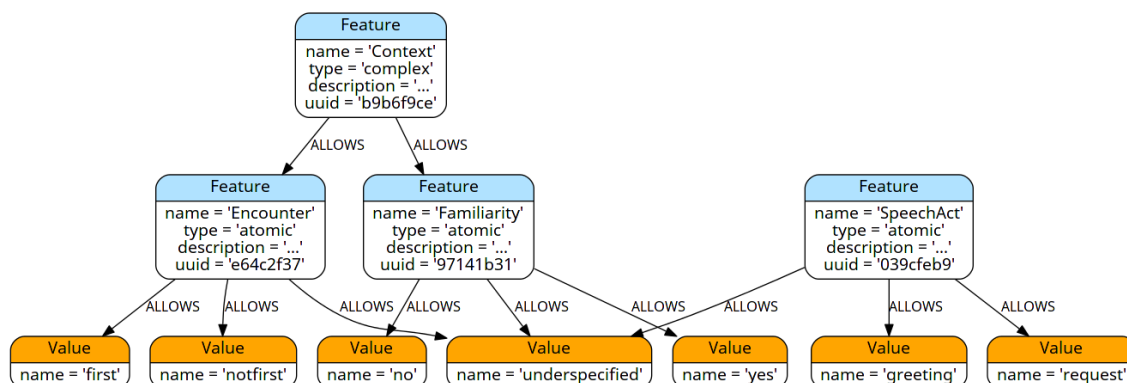 Feature
name = 'Context'
type = 'complex'
description = '...'
uuid = 'b9b6f9ce'
ALLOWS
ALLOWS
Feature
name = 'Encounter'
type = 'atomic'
description = '...'
uuid = 'e64c2f37'
Feature
name = 'Familiarity'
type = 'atomic'
description = '...'
uuid = '97141b31'
Feature
name = 'SpeechAct'
type = 'atomic'
description = '...'
uuid = '039cfeb9'
ALLOWS
ALLOWS
ALLOWS
ALLOWS
ALLOWS
ALLOWS
ALLOWS
ALLOWS
ALLOWS
Value
name = 'first'
Value
name = 'notfirst'
Value
name = 'no'
Value
name = 'underspecified'
Value
name = 'yes'
Value
name = 'greeting'
Value
name = 'request'